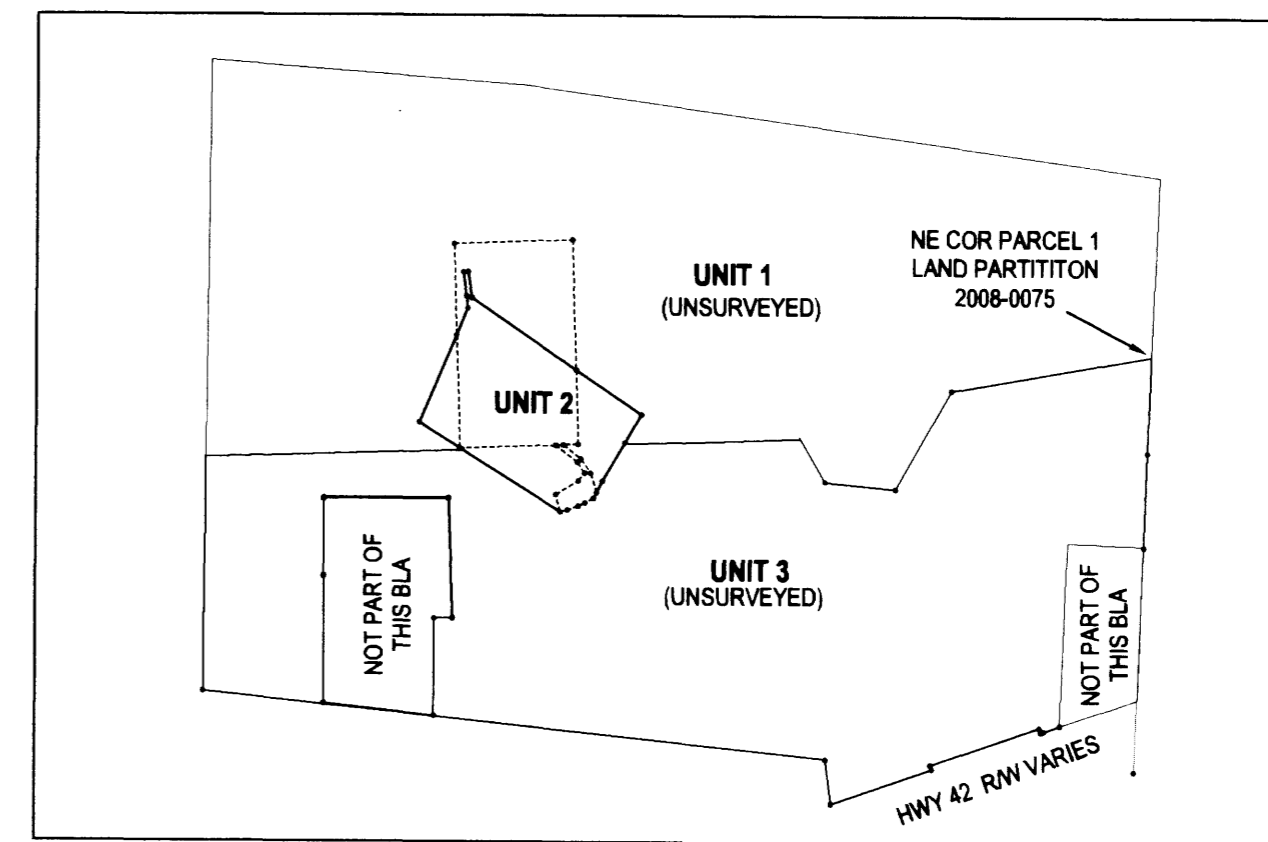 NE COR PARCEL 1
LAND PARTITITON
2008-0075
UNIT 1
(UNSURVEYED)
UNIT 2
UNIT 3
(UNSURVEYED)
NOT PART OF
THIS BLA
NOT PART OF
THIS BLA
HWY 42 R/W VARIES